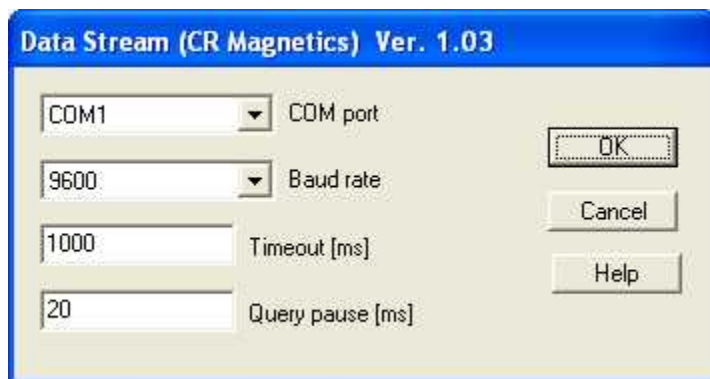 Data Stream (CR Magnetics) Ver. 1.03
COM1 COM port
OK
9600 Baud rate
Cancel
1000 Timeout [ms]
Help
20 Query pause [ms]